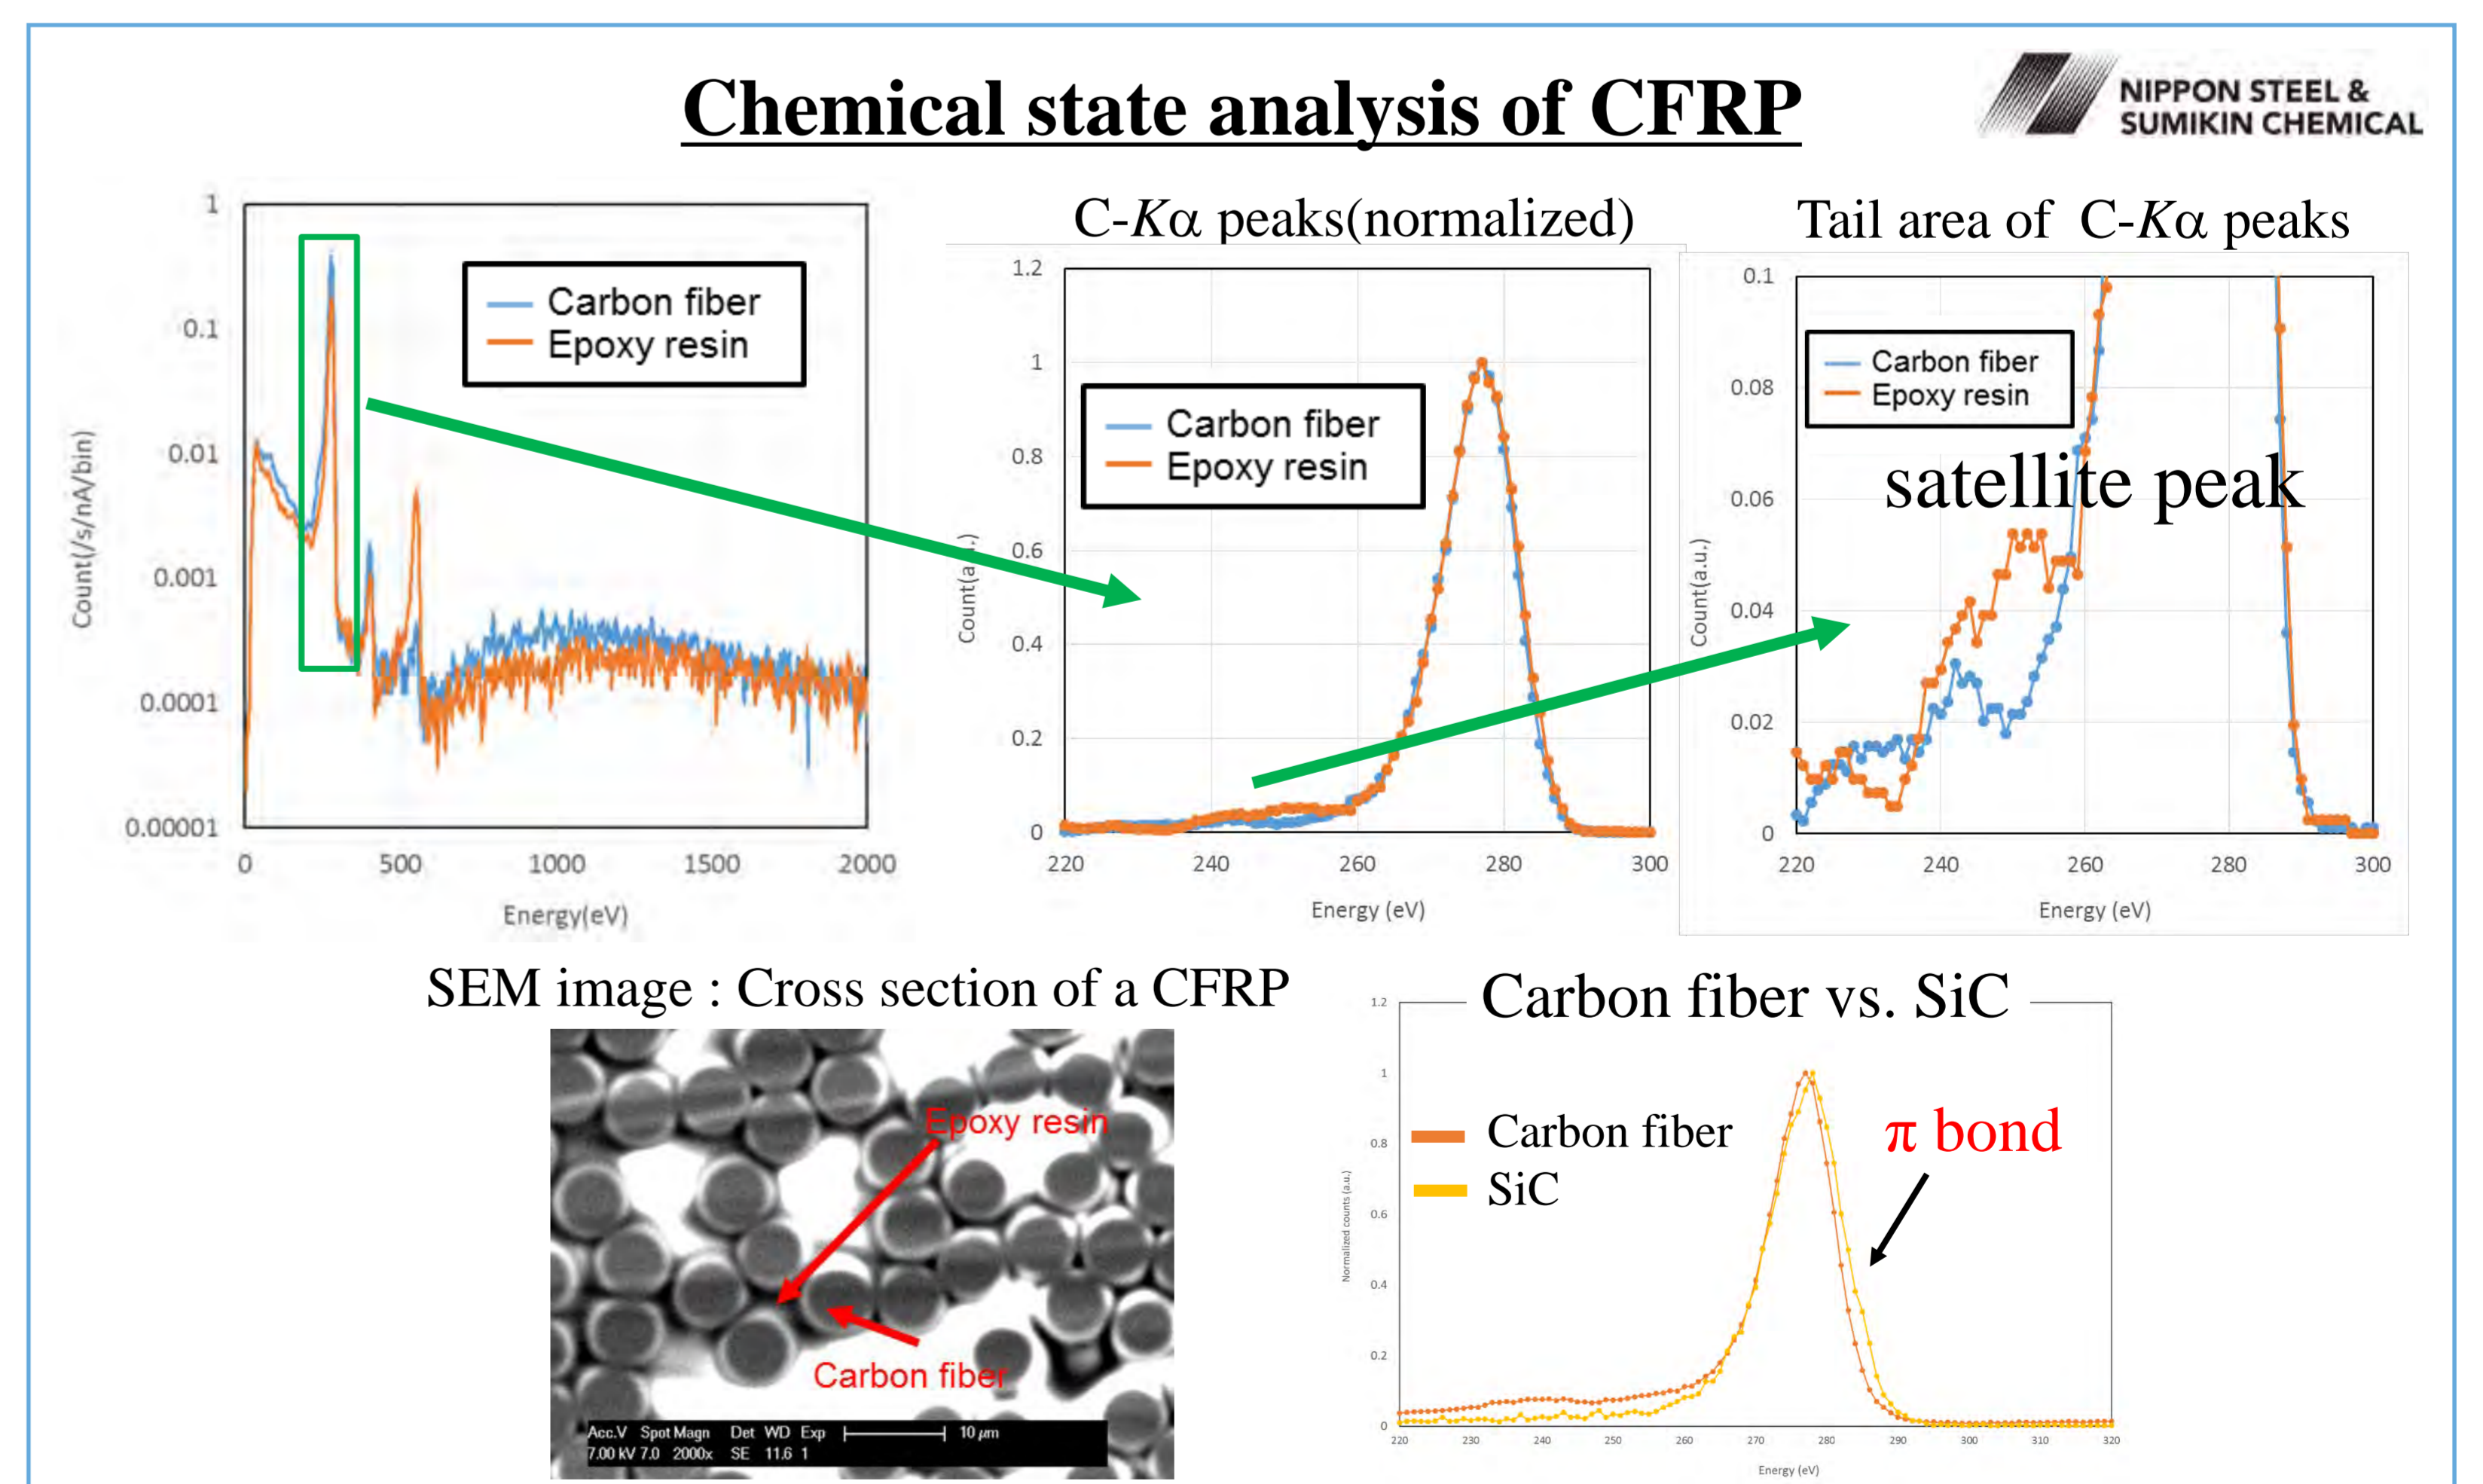 Chemical state analysis of CFRP
NIPPON STEEL &
SUMIKIN CHEMICAL
1
0.1
0.01
0.001
0.0001
0.00001
Count(/s/nA/bin)
Carbon fiber
Epoxy resin
0 500 1000 1500 2000
Energy(eV)
C-Kα peaks(normalized)
1.2
1
0.8
0.6
0.4
0.2
0
Count(a.u.)
Carbon fiber
Epoxy resin
220 240 260 280 300
Energy (eV)
Tail area of C-Kα peaks
0.1
0.08
0.06
0.04
0.02
0
Count(a.u.)
Carbon fiber
Epoxy resin
satellite peak
220 240 260 280 300
Energy (eV)
SEM image : Cross section of a CFRP
Epoxy resin
Carbon fiber
Acc.V Spot Magn Det WD Exp 10 μm
7.00 kV 7.0 2000x SE 11.6 1
Carbon fiber vs. SiC
1.2
1
0.8
0.6
0.4
0.2
0
Normalized counts (a.u.)
Carbon fiber
SiC
π bond
220 230 240 250 260 270 280 290 300 310 320
Energy (eV)